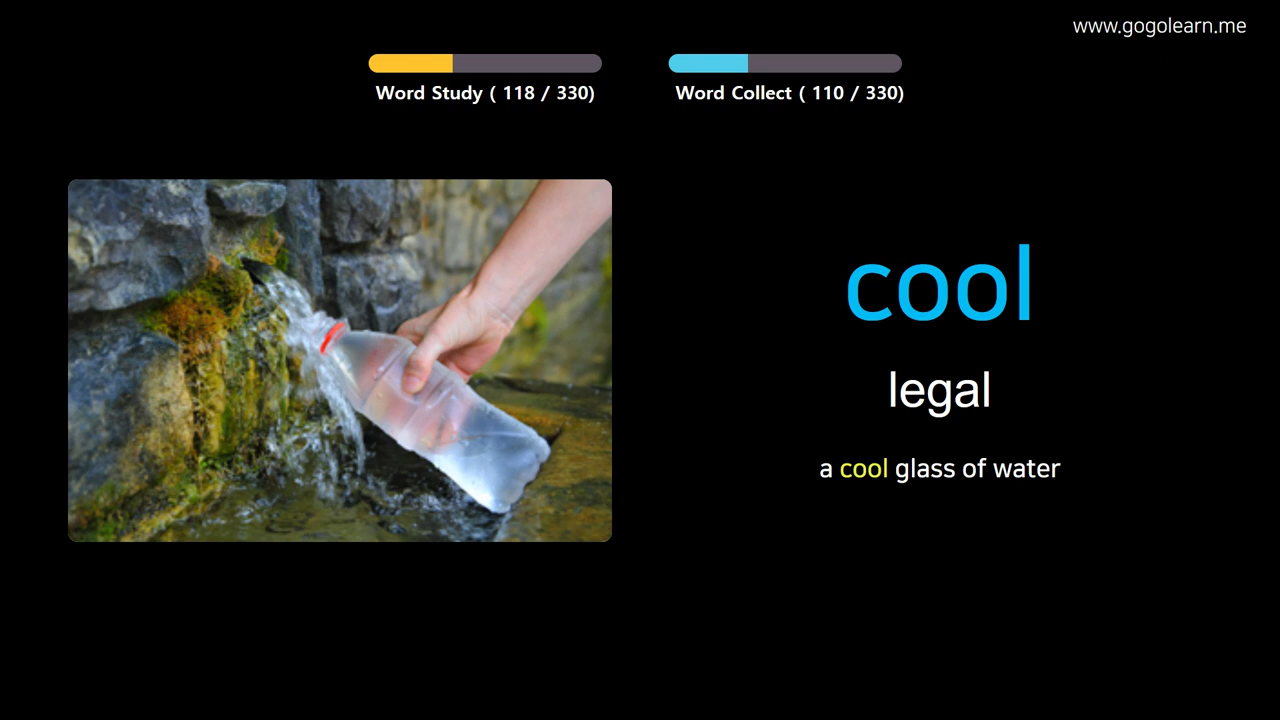 www.gogolearn.me
Word Study ( 118 / 330)
Word Collect ( 110 / 330)
cool
legal
a cool glass of water